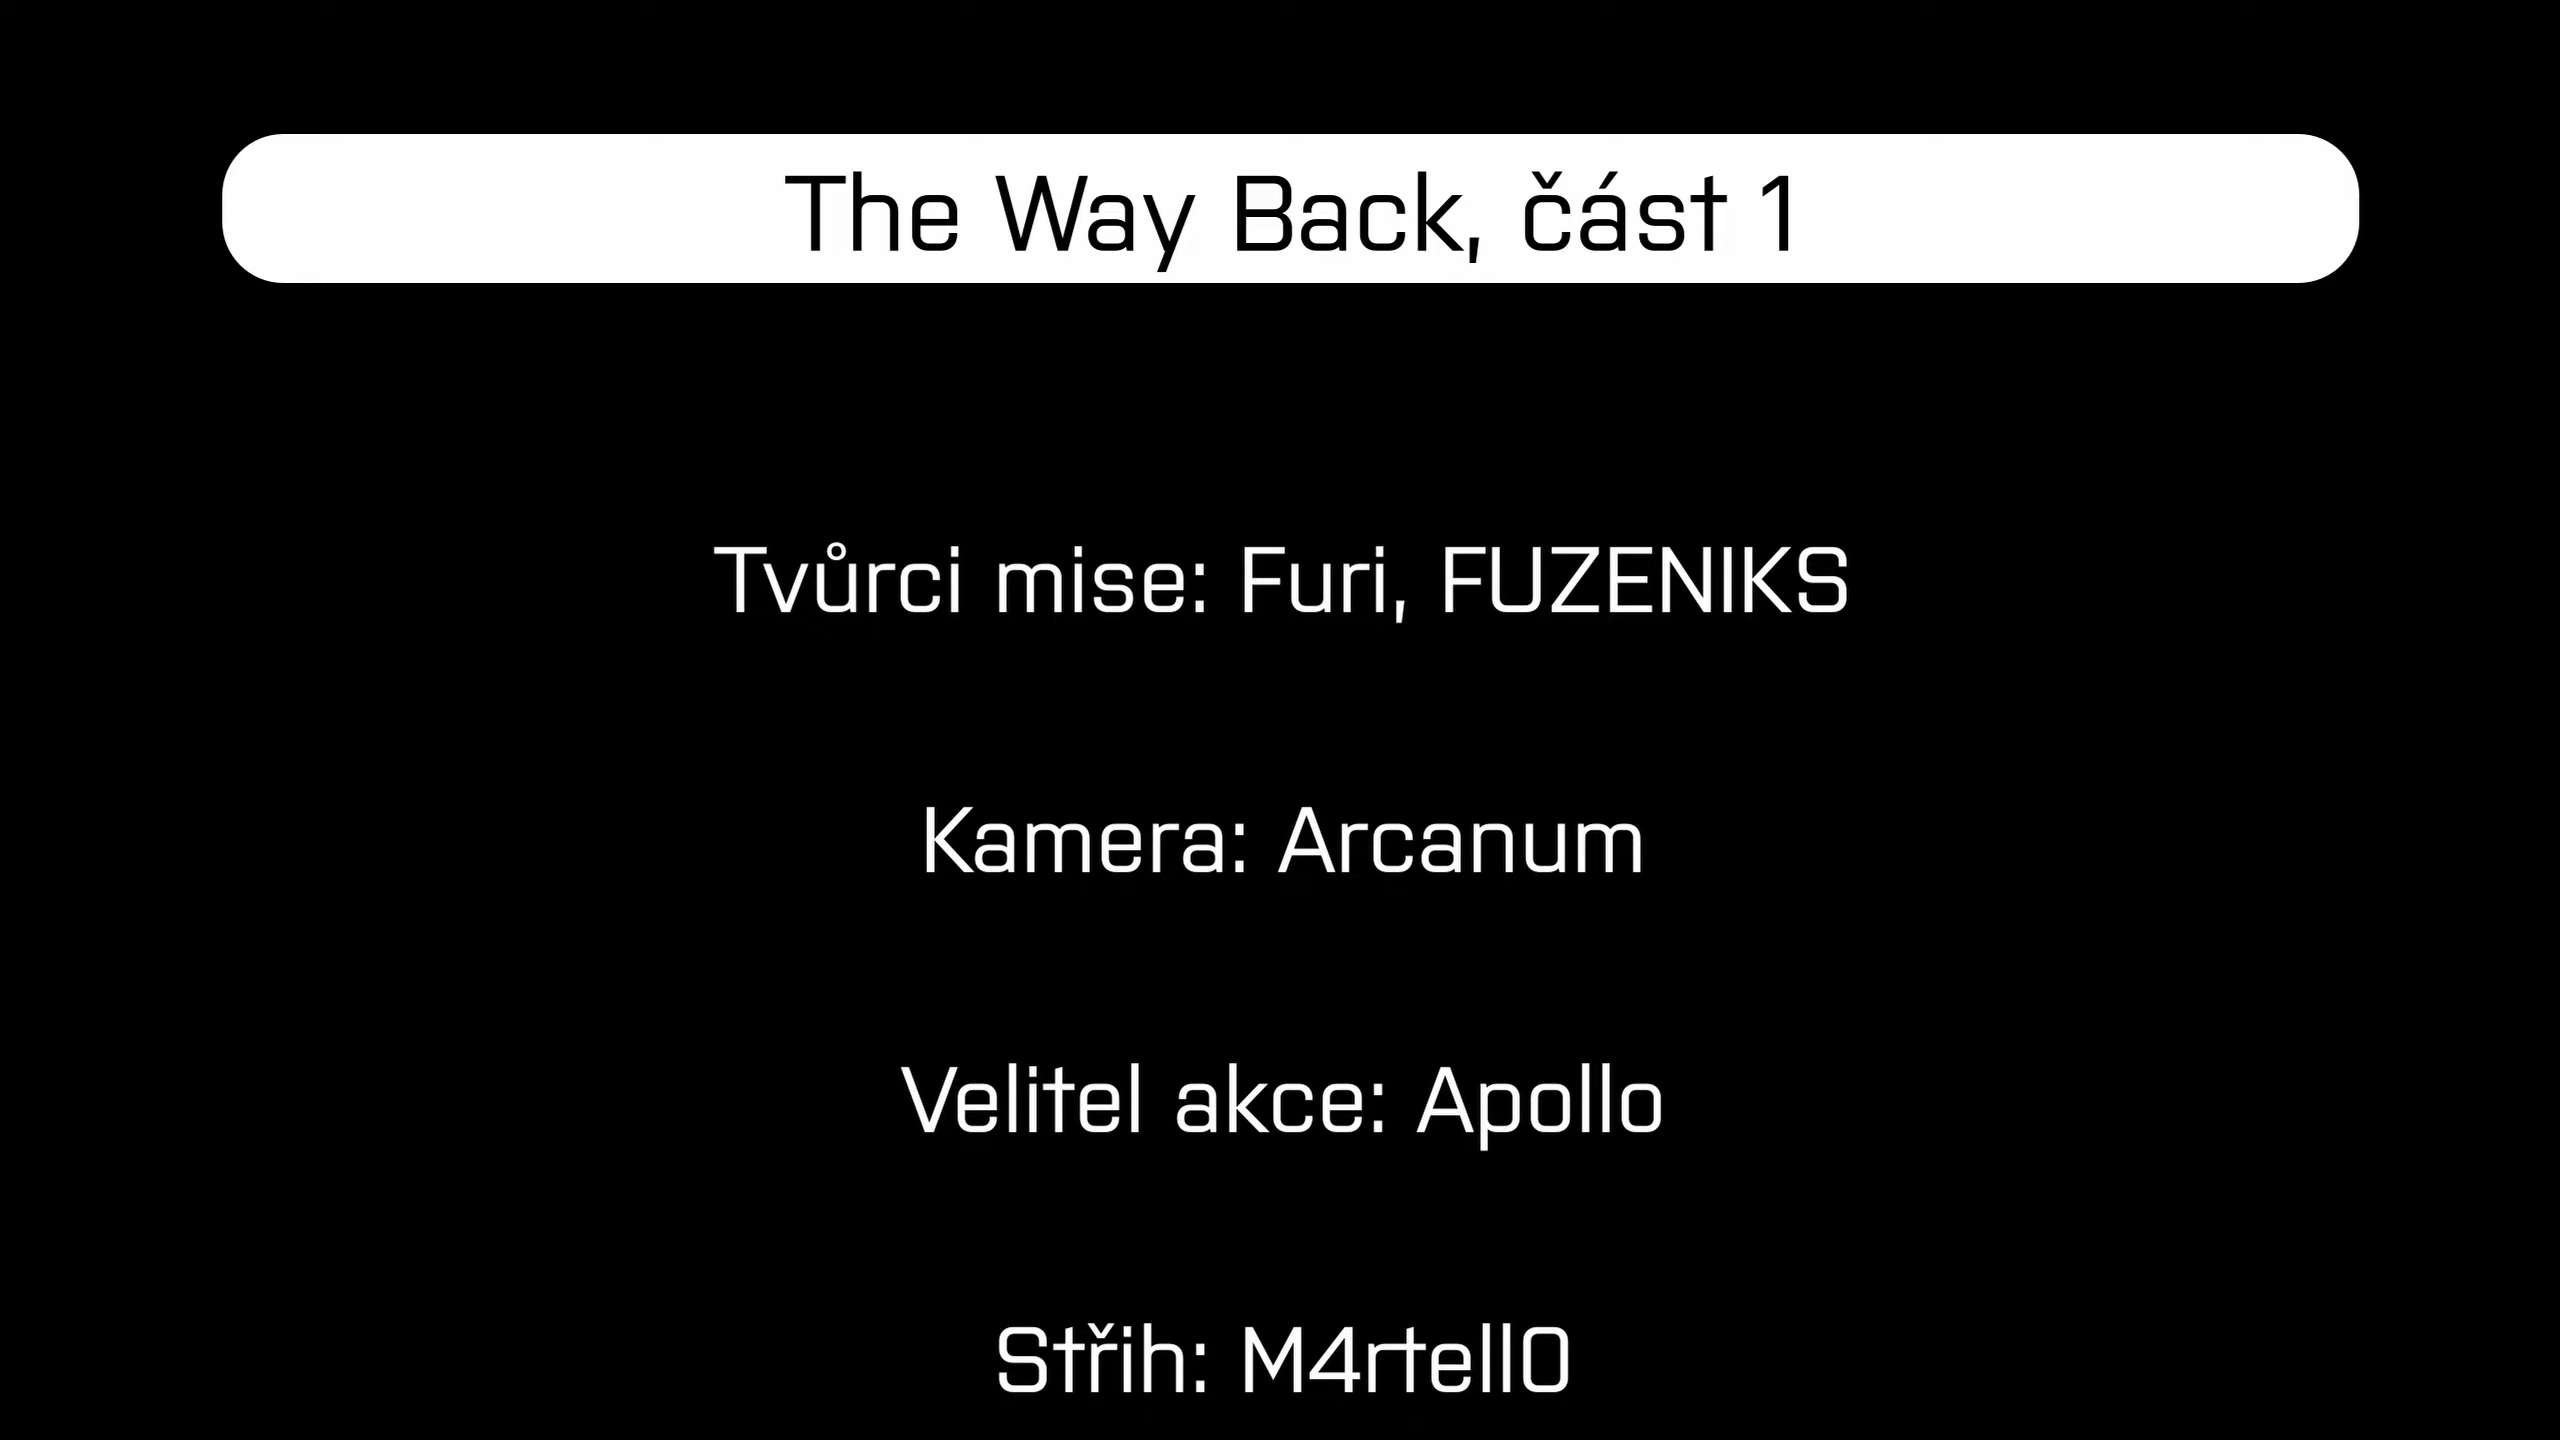 The Way Back, část 1
Tvůrci mise: Furi, FUZENIKS
Kamera: Arcanum
Velitel akce: Apollo
Střih: M4rtell0